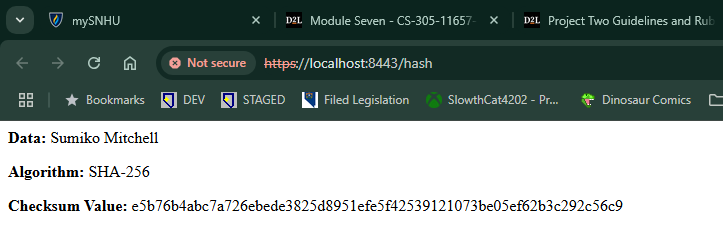 mySNHU
D2L Module Seven - CS-305-11657-
D2L Project Two Guidelines and Rub
Not secure https://localhost:8443/hash
Bookmarks DEV STAGED Filed Legislation SlowthCat4202 - Pr... Dinosaur Comics
Data: Sumiko Mitchell
Algorithm: SHA-256
Checksum Value: e5b76b4abc7a726ebede3825d8951efe5f42539121073be05ef62b3c292c56c9